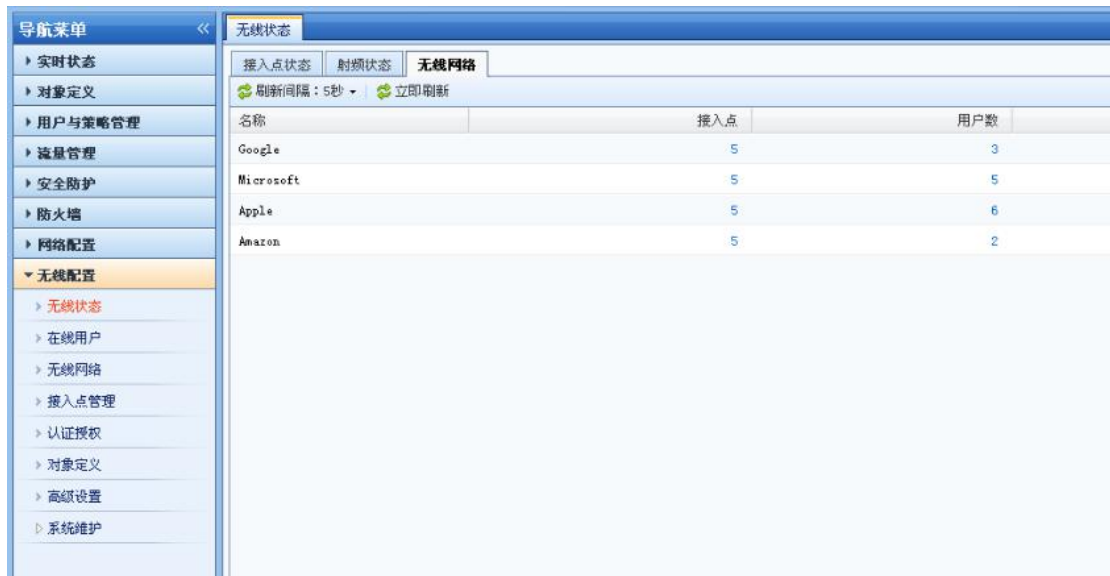 导航菜单
实时状态
对象定义
用户与策略管理
流量管理
安全防护
防火墙
网络配置
无线配置
无线状态
在线用户
无线网络
接入点管理
认证授权
对象定义
高级设置
系统维护
无线状态
接入点状态 射频状态 无线网络
刷新间隔：5秒 立即刷新
名称 接入点 用户数
Google 5 3
Microsoft 5 5
Apple 5 6
Amazon 5 2